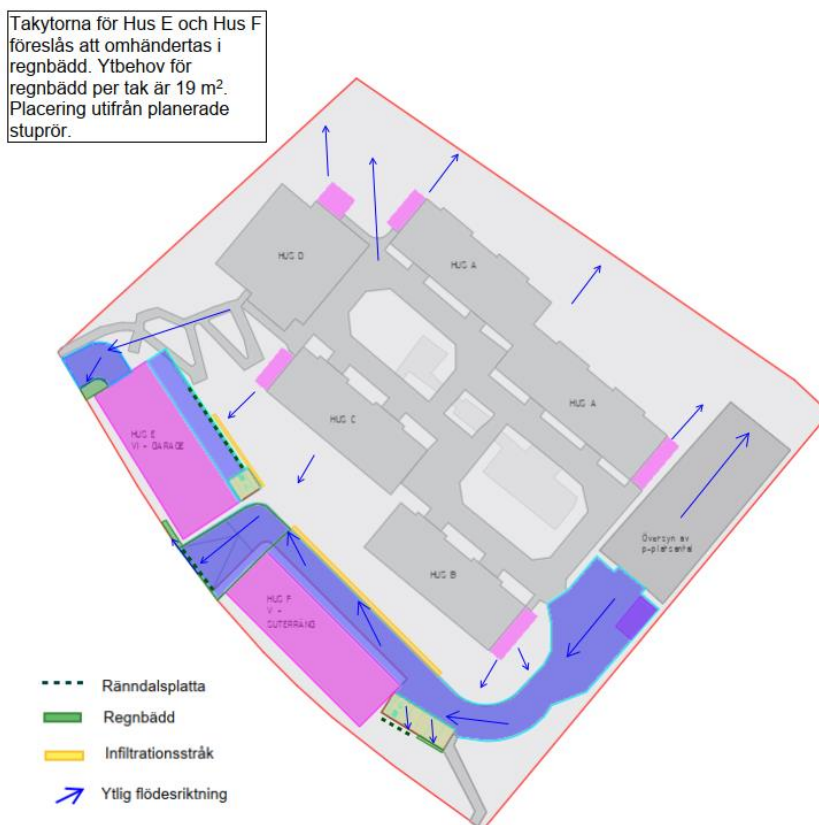 Takytorna för Hus E och Hus F
föreslås att omhändertas i
regnbädd. Ytbehov för
regnbädd per tak är 19 m².
Placering utifrån planerade
stuprör.
HUS D
HUS A
HUS C
HUS A
HUS E
VI + GARAGE
Översyn av
p-platsantal
HUS B
HUS F
V +
SUTERRÄNG
Ränndalsplatta
Regnbädd
Infiltrationsstråk
Ytlig flödesriktning